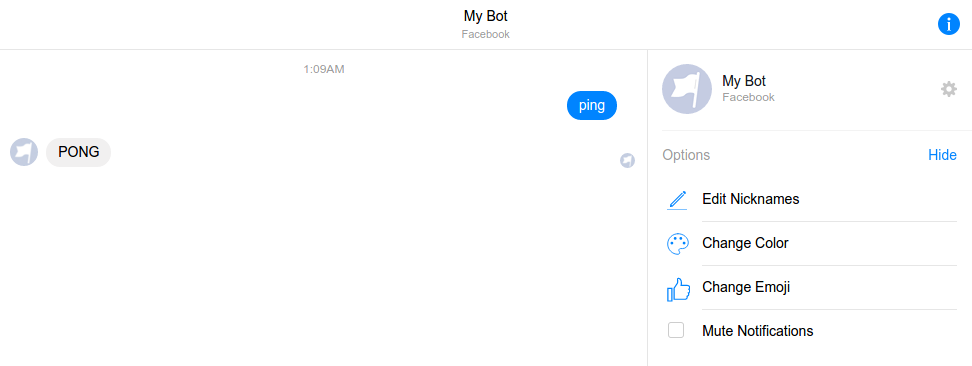 My Bot
Facebook
1:09AM
ping
PONG
My Bot
Facebook
Options
Hide
Edit Nicknames
Change Color
Change Emoji
Mute Notifications